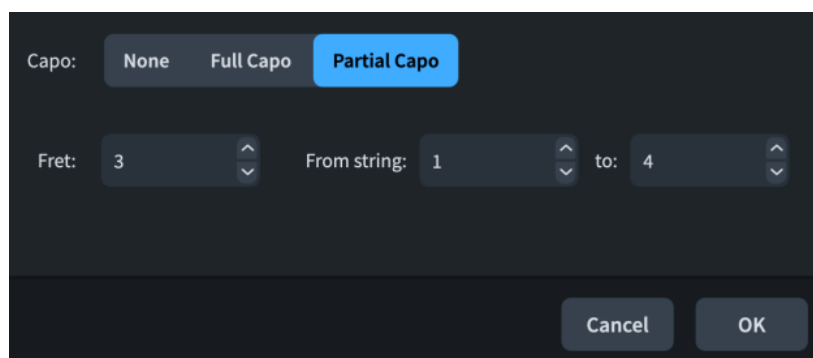 Capo: None Full Capo Partial Capo
Fret: 3 From string: 1 to: 4
Cancel OK